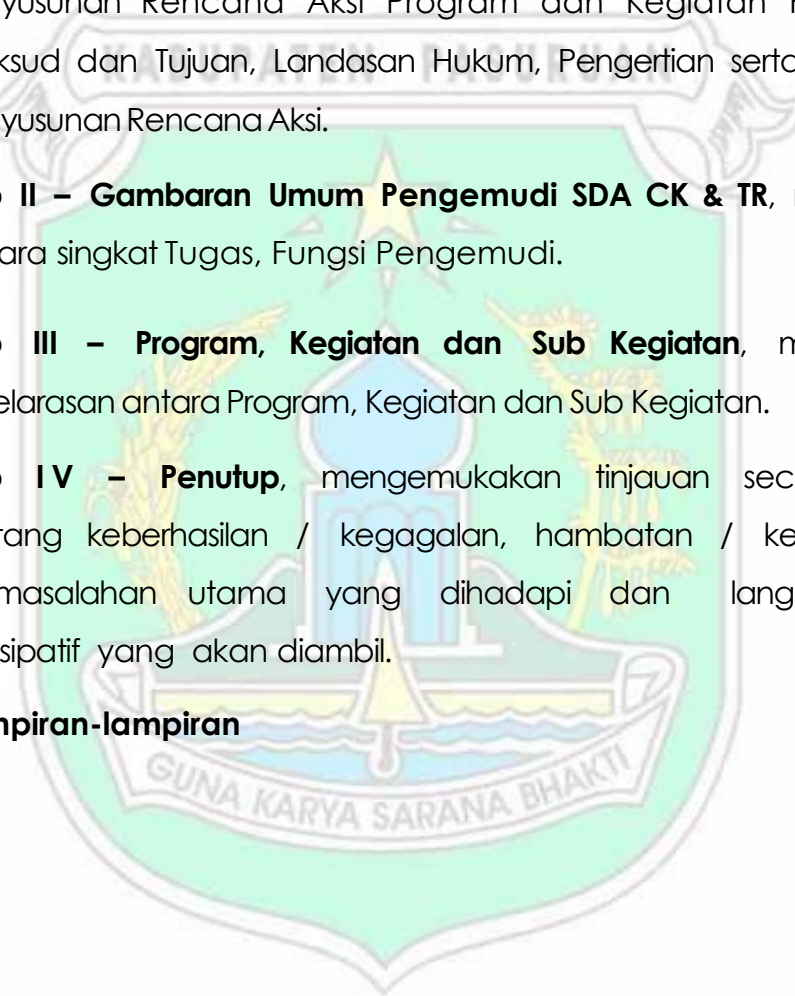 yusunan Rencana Aksi Program dan Kegiatan
ksud dan Tujuan, Landasan Hukum, Pengertian serta
yusunan Rencana Aksi.
KABUPATEN PASURUAN
II – Gambaran Umum Pengemudi SDA CK & TR,
ara singkat Tugas, Fungsi Pengemudi.
III – Program, Kegiatan dan Sub Kegiatan, m
elarasan antara Program, Kegiatan dan Sub Kegiatan.
IV – Penutup, mengemukakan tinjauan sec
tang keberhasilan / kegagalan, hambatan / ke
masalahan utama yang dihadapi dan lang
sipatif yang akan diambil.
mpiran-lampiran
GUNA KARYA SARANA BHAKTI